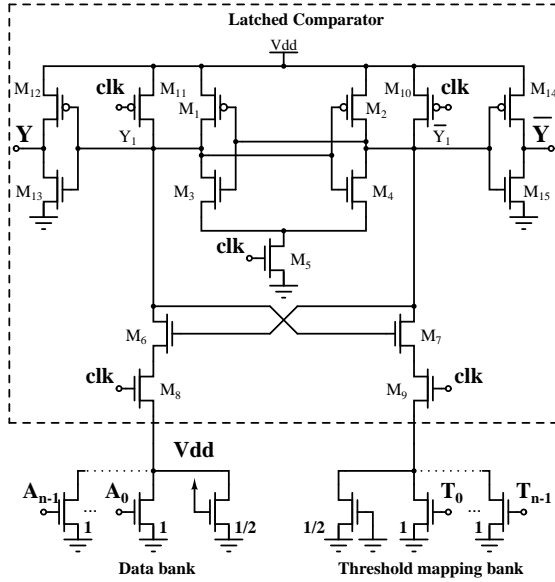 Latched Comparator
Vdd
M12 clk M11 M1 M2 M10 clk M14
Y Y1 Y̅1 Y̅
M13 M3 M4 M15
clk M5
M6 M7
clk M8 M9 clk
Vdd
An-1 ... A0 T0 ... Tn-1
1 1 1/2 1/2 1 1
Data bank Threshold mapping bank